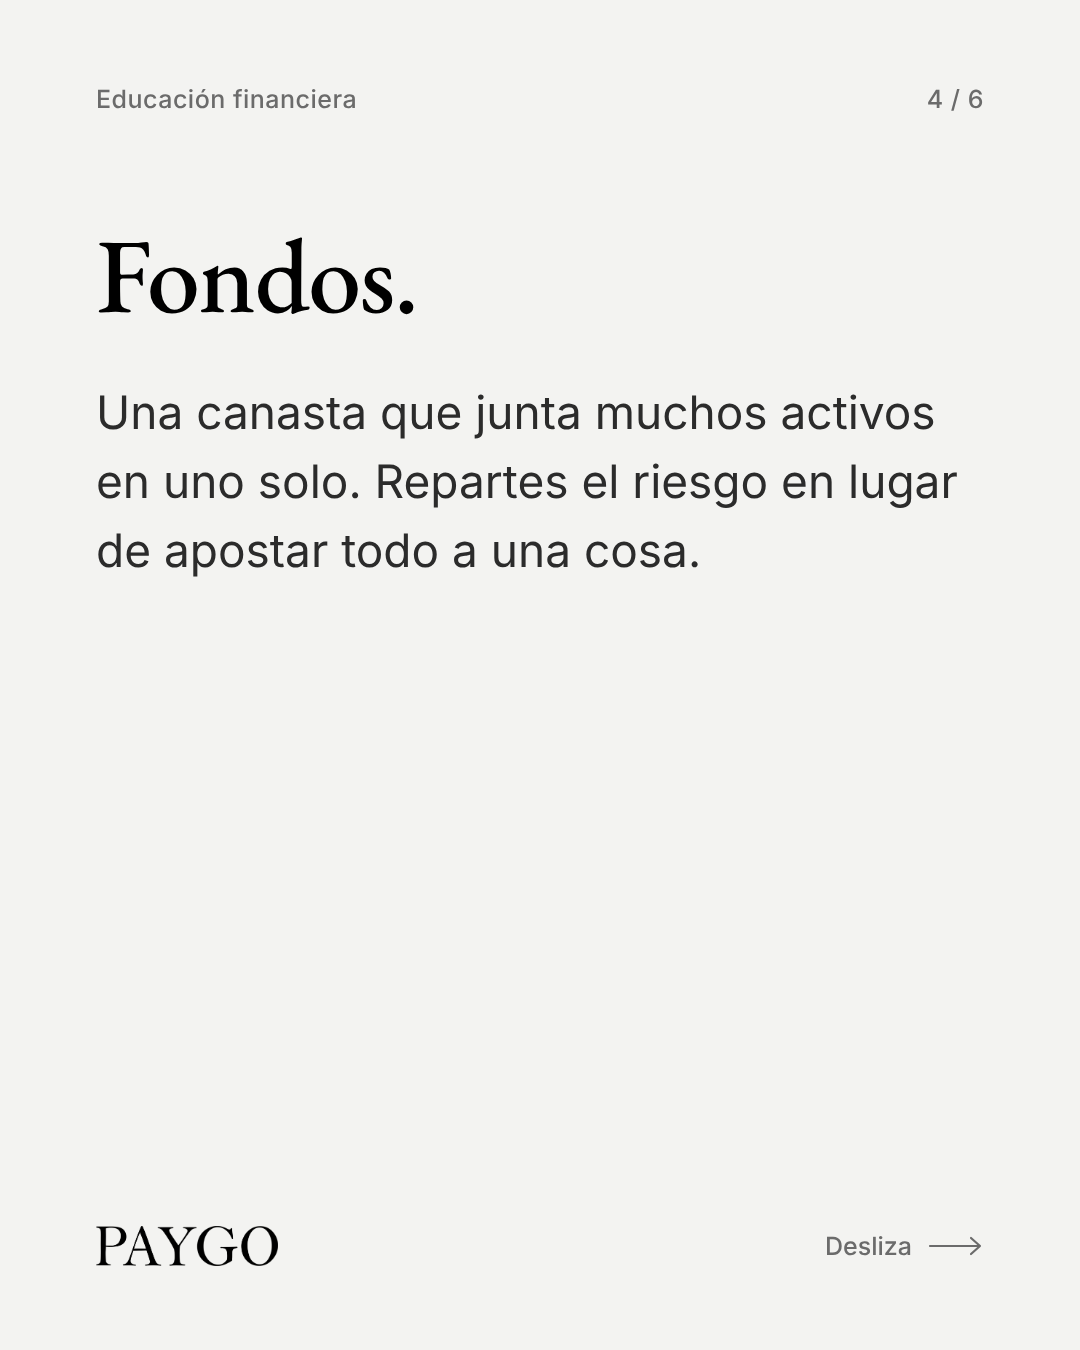 Educación financiera
4 / 6
Fondos.
Una canasta que junta muchos activos
en uno solo. Repartes el riesgo en lugar
de apostar todo a una cosa.
PAYGO
Desliza